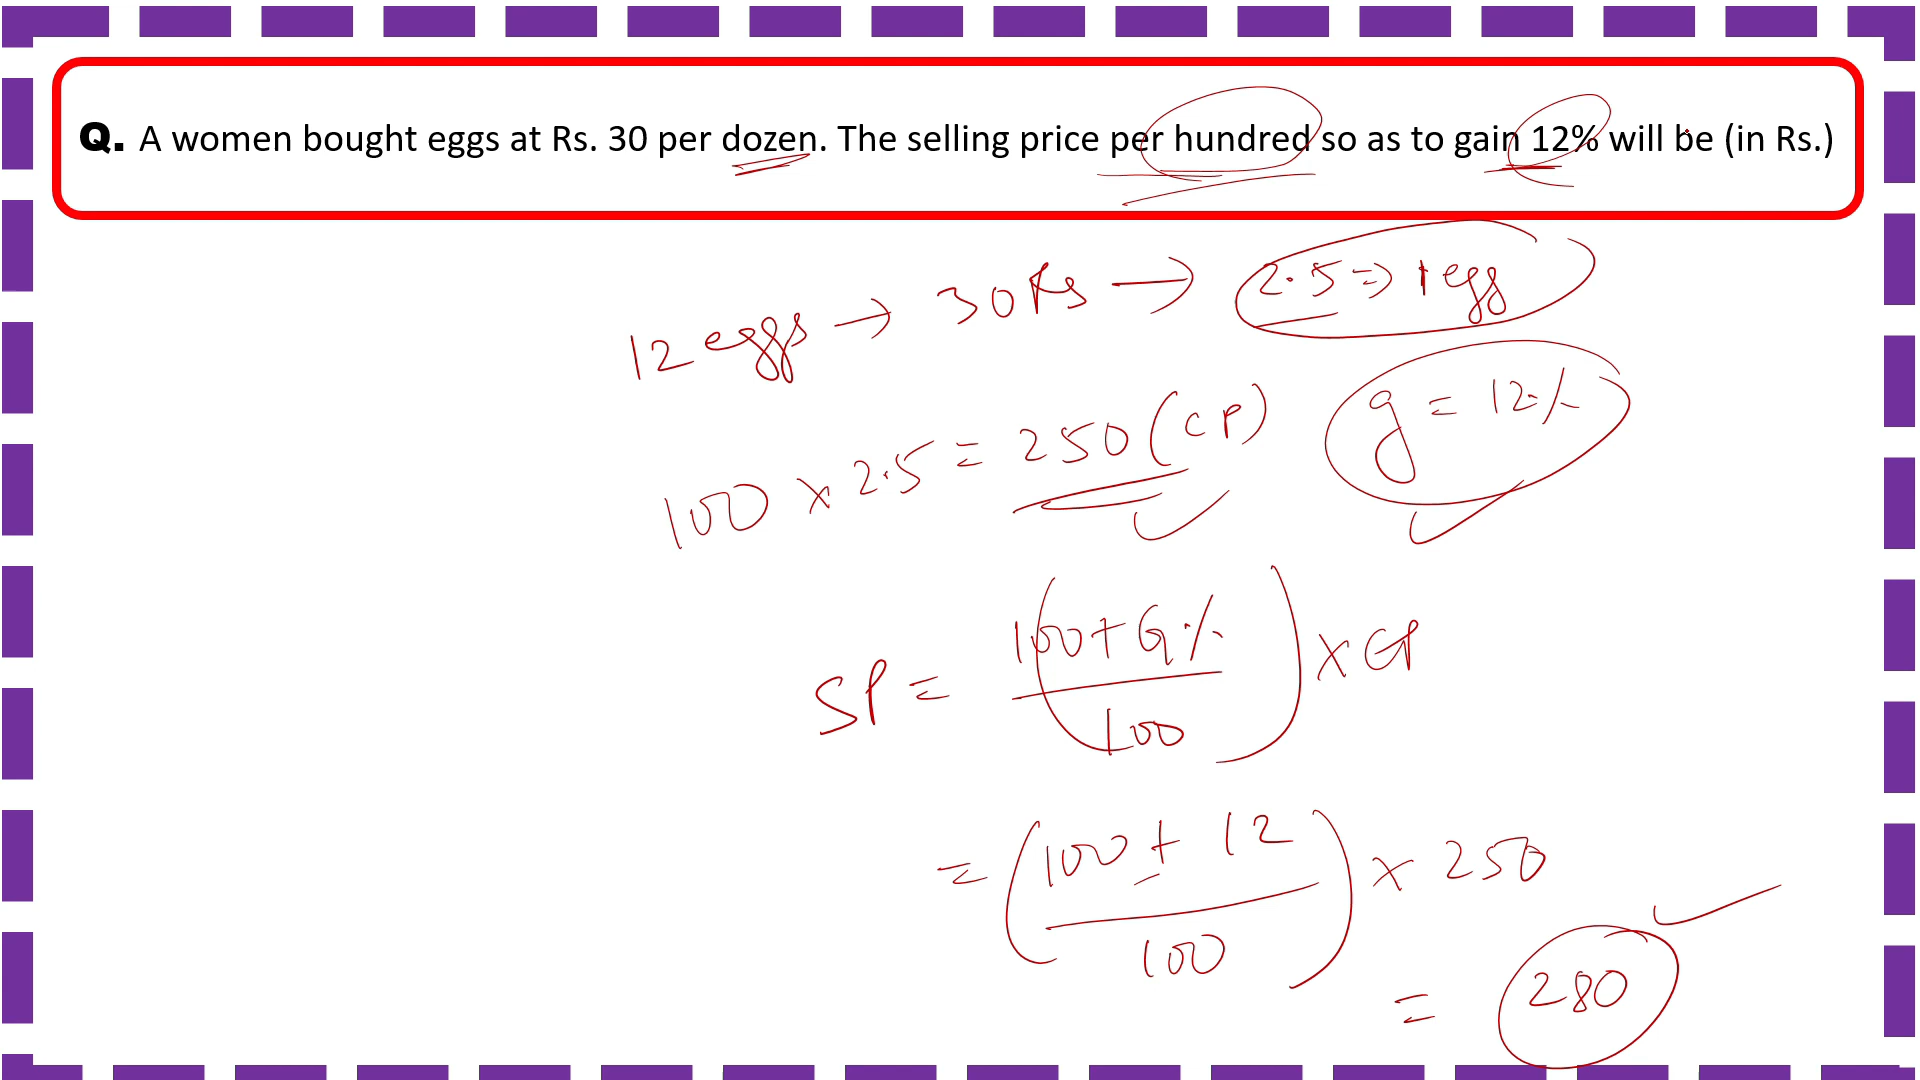 Q. A women bought eggs at Rs. 30 per dozen. The selling price per hundred so as to gain 12% will be (in Rs.)
12 eggs → 30 Rs → 2.5 ⇒ 1 egg
100 × 2.5 = 250 (CP) g = 12%
SP = (100 + G% / 100) × CP
= (100 + 12 / 100) × 250
= 280